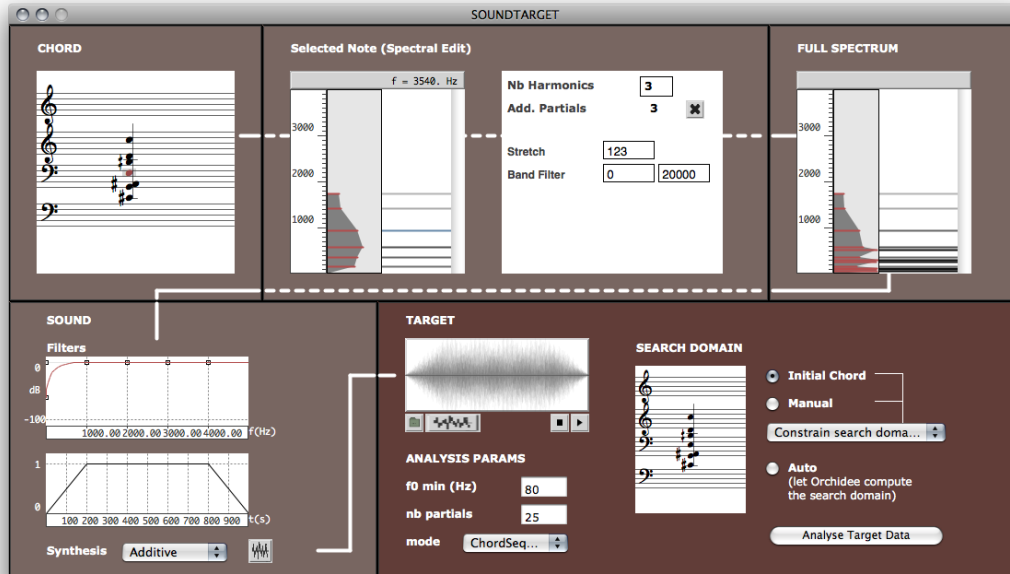 SOUNDTARGET
CHORD
Selected Note (Spectral Edit)
f = 3540. Hz
3000
2000
1000
Nb Harmonics 3
Add. Partials 3
Stretch 123
Band Filter 0 20000
FULL SPECTRUM
3000
2000
1000
SOUND
Filters
0
dB
-100
1000.00 2000.00 3000.00 4000.00 f(Hz)
1
0
100 200 300 400 500 600 700 800 900 t(s)
Synthesis Additive
TARGET
ANALYSIS PARAMS
f0 min (Hz) 80
nb partials 25
mode ChordSeq...
SEARCH DOMAIN
Initial Chord
Manual
Constrain search doma...
Auto
(let Orchidee compute
the search domain)
Analyse Target Data